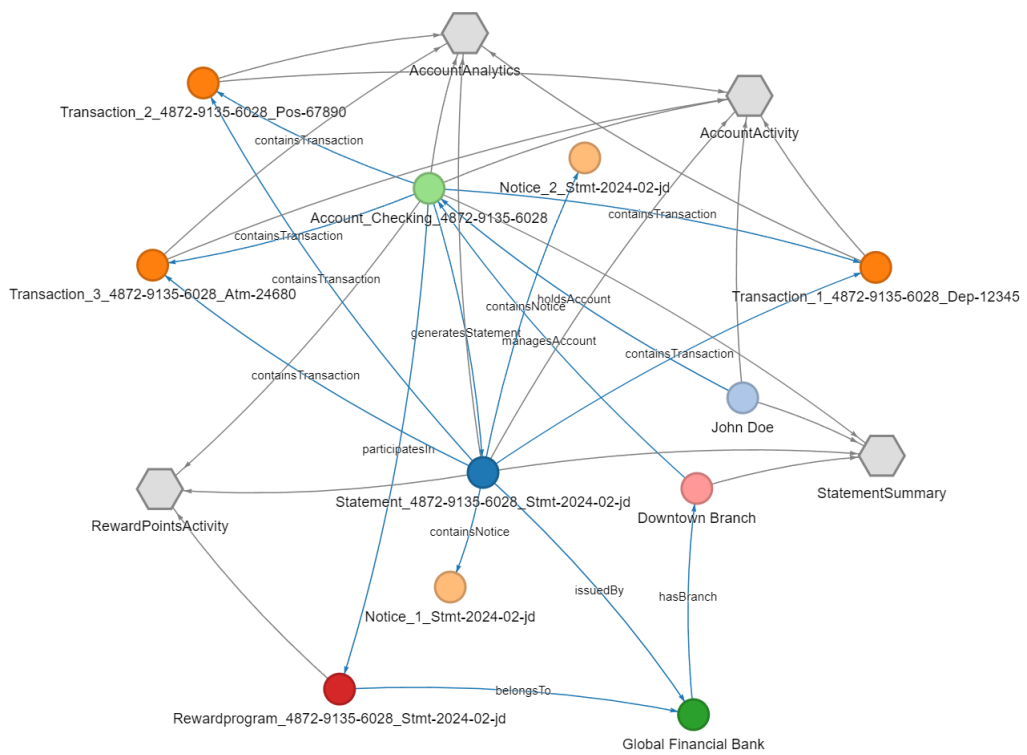 AccountAnalytics
Transaction_2_4872-9135-6028_Pos-67890
AccountActivity
containsTransaction
Notice_2_Stmt-2024-02-jd
Account_Checking_4872-9135-6028
containsTransaction
containsTransaction
containsTransaction
Transaction_3_4872-9135-6028_Atm-24680
Transaction_1_4872-9135-6028_Dep-12345
containsNotice
holdsAccount
generatesStatement
managesAccount
containsTransaction
containsTransaction
John Doe
participatesIn
StatementSummary
Statement_4872-9135-6028_Stmt-2024-02-jd
Downtown Branch
RewardPointsActivity
containsNotice
issuedBy
hasBranch
Notice_1_Stmt-2024-02-jd
belongsTo
Rewardprogram_4872-9135-6028_Stmt-2024-02-jd
Global Financial Bank